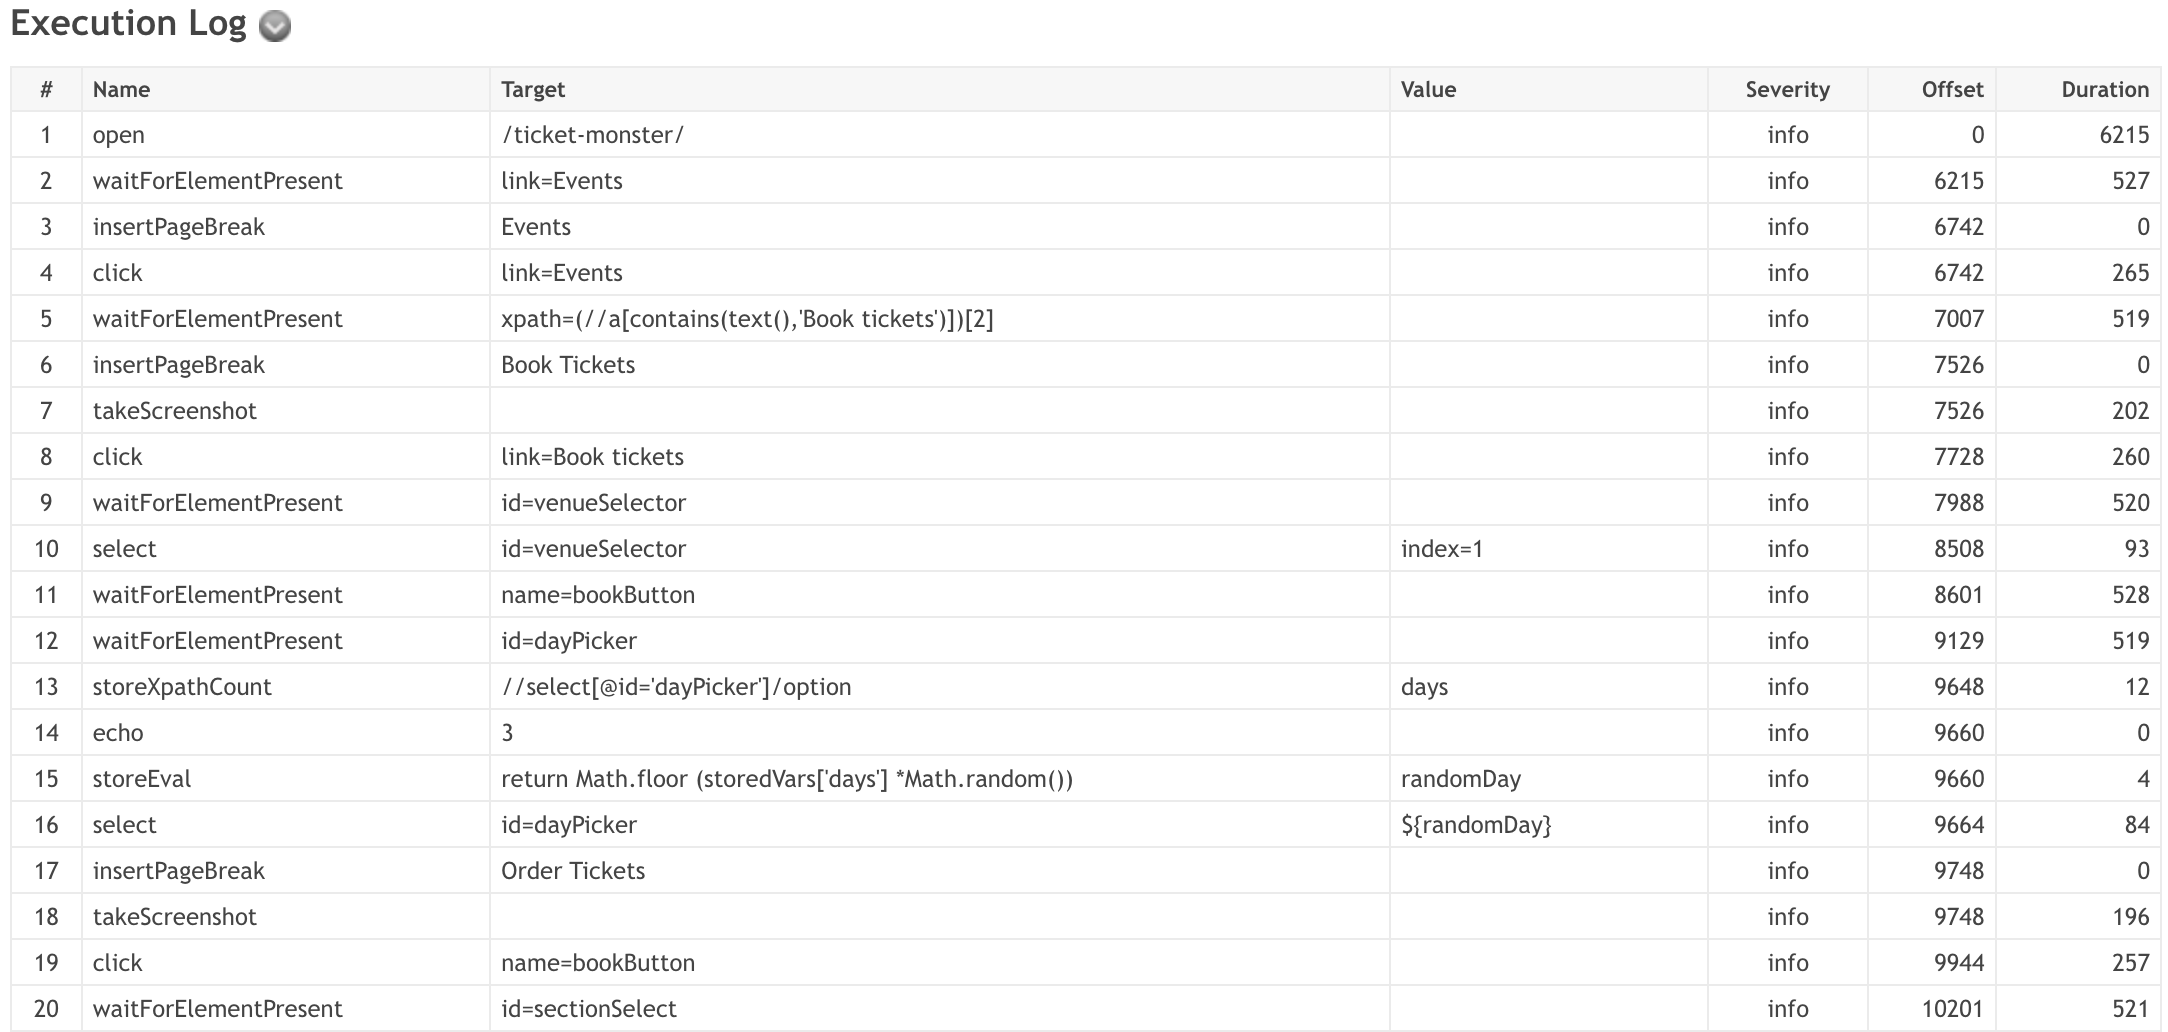 Execution Log
# Name Target Value Severity Offset Duration
1 open /ticket-monster/ info 0 6215
2 waitForElementPresent link=Events info 6215 527
3 insertPageBreak Events info 6742 0
4 click link=Events info 6742 265
5 waitForElementPresent xpath=(//a[contains(text(),'Book tickets')])[2] info 7007 519
6 insertPageBreak Book Tickets info 7526 0
7 takeScreenshot info 7526 202
8 click link=Book tickets info 7728 260
9 waitForElementPresent id=venueSelector info 7988 520
10 select id=venueSelector index=1 info 8508 93
11 waitForElementPresent name=bookButton info 8601 528
12 waitForElementPresent id=dayPicker info 9129 519
13 storeXpathCount //select[@id='dayPicker']/option days info 9648 12
14 echo 3 info 9660 0
15 storeEval return Math.floor (storedVars['days'] *Math.random()) randomDay info 9660 4
16 select id=dayPicker ${randomDay} info 9664 84
17 insertPageBreak Order Tickets info 9748 0
18 takeScreenshot info 9748 196
19 click name=bookButton info 9944 257
20 waitForElementPresent id=sectionSelect info 10201 521